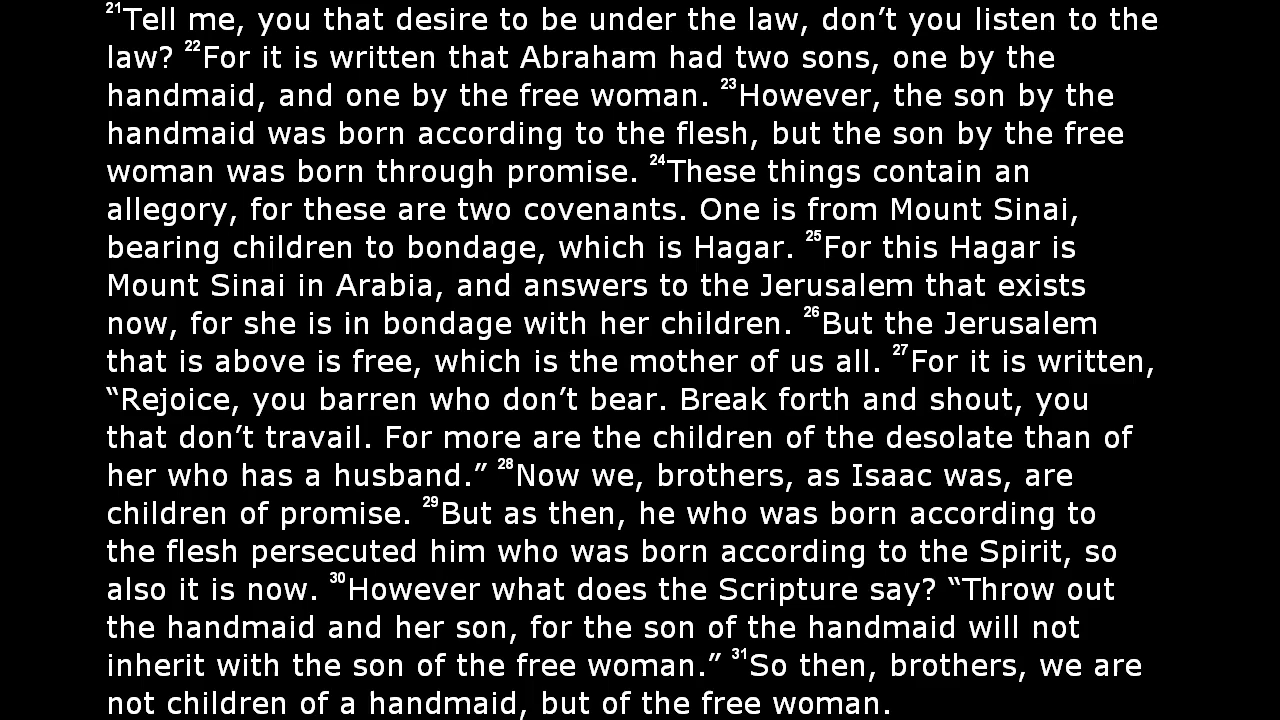 21Tell me, you that desire to be under the law, don’t you listen to the
law? 22For it is written that Abraham had two sons, one by the
handmaid, and one by the free woman. 23However, the son by the
handmaid was born according to the flesh, but the son by the free
woman was born through promise. 24These things contain an
allegory, for these are two covenants. One is from Mount Sinai,
bearing children to bondage, which is Hagar. 25For this Hagar is
Mount Sinai in Arabia, and answers to the Jerusalem that exists
now, for she is in bondage with her children. 26But the Jerusalem
that is above is free, which is the mother of us all. 27For it is written,
“Rejoice, you barren who don’t bear. Break forth and shout, you
that don’t travail. For more are the children of the desolate than of
her who has a husband.” 28Now we, brothers, as Isaac was, are
children of promise. 29But as then, he who was born according to
the flesh persecuted him who was born according to the Spirit, so
also it is now. 30However what does the Scripture say? “Throw out
the handmaid and her son, for the son of the handmaid will not
inherit with the son of the free woman.” 31So then, brothers, we are
not children of a handmaid, but of the free woman.